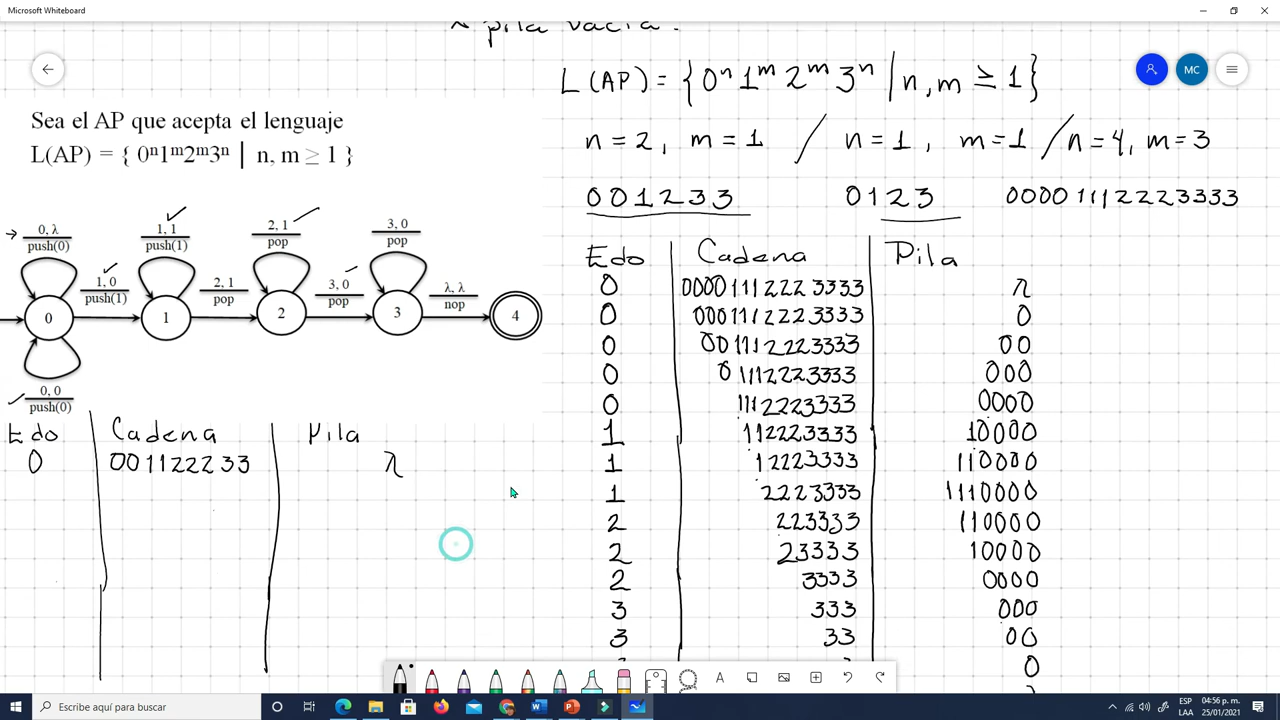 Microsoft Whiteboard
pila vacía.
L(AP) = {0ⁿ 1ᵐ 2ᵐ 3ⁿ | n, m ≥ 1}
MC
Sea el AP que acepta el lenguaje
L(AP) = { 0ⁿ1ᵐ2ᵐ3ⁿ | n, m ≥ 1 }
n = 2, m = 1 / n = 1, m = 1 / n = 4, m = 3
001233 0123 00001112223333
0, λ
push(0)
1, 1
push(1)
2, 1
pop
3, 0
pop
1, 0
push(1)
2, 1
pop
3, 0
pop
λ, λ
nop
0 1 2 3 4
0, 0
push(0)
Edo Cadena Pila
0 001122233 λ
Edo Cadena Pila
0 00001112223333 λ
0 0001112223333 0
0 001112223333 00
0 01112223333 000
0 1112223333 0000
1 112223333 10000
1 12223333 110000
1 2223333 1110000
2 223333 110000
2 23333 10000
2 3333 0000
3 333 000
3 33 00
0
Escribe aquí para buscar
ESP
LAA
04:56 p. m.
25/01/2021